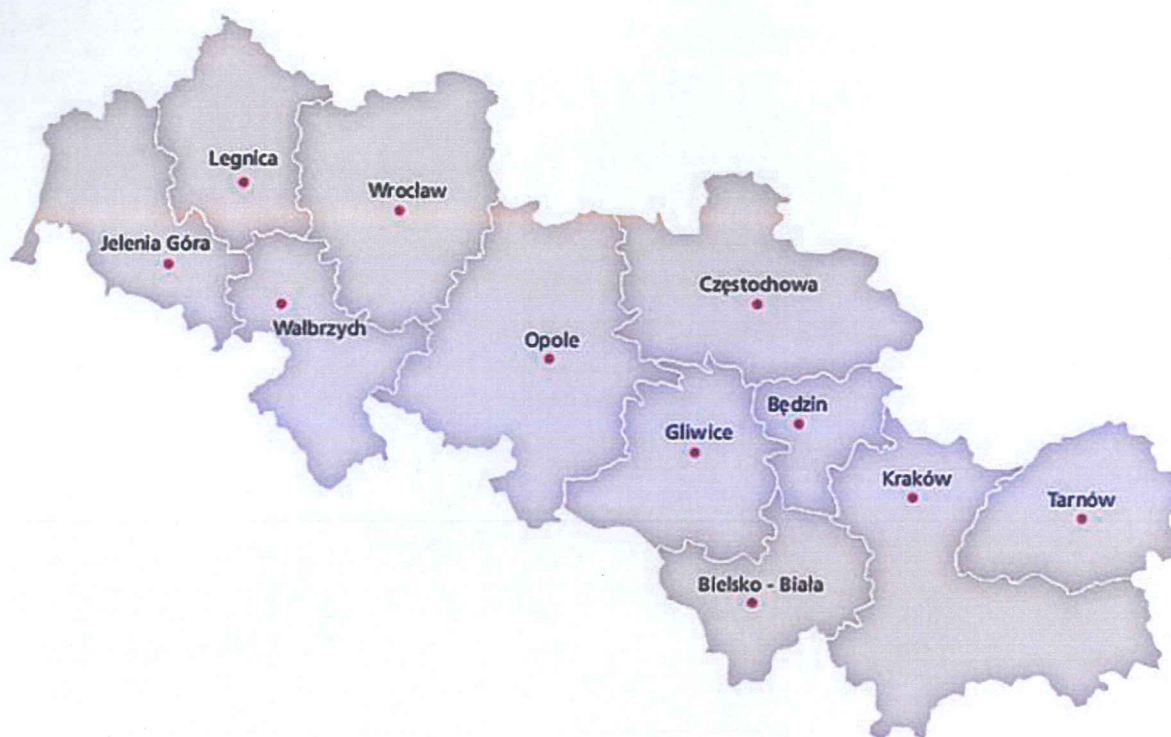 Legnica
Wrocław
Jelenia Góra
Częstochowa
Wałbrzych
Opole
Będzin
Gliwice
Kraków
Tarnów
Bielsko - Biała